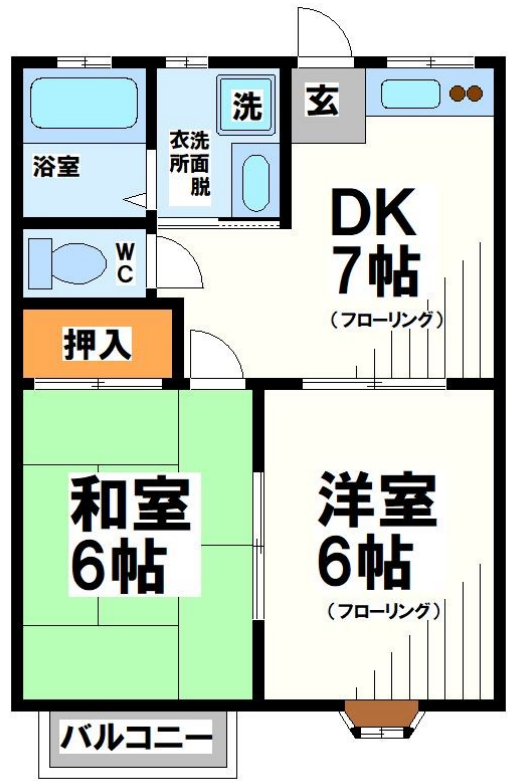 洗
玄
浴室
洗面脱
衣所
DK
7帖
(フローリング)
WC
押入
和室
6帖
洋室
6帖
(フローリング)
バルコニー